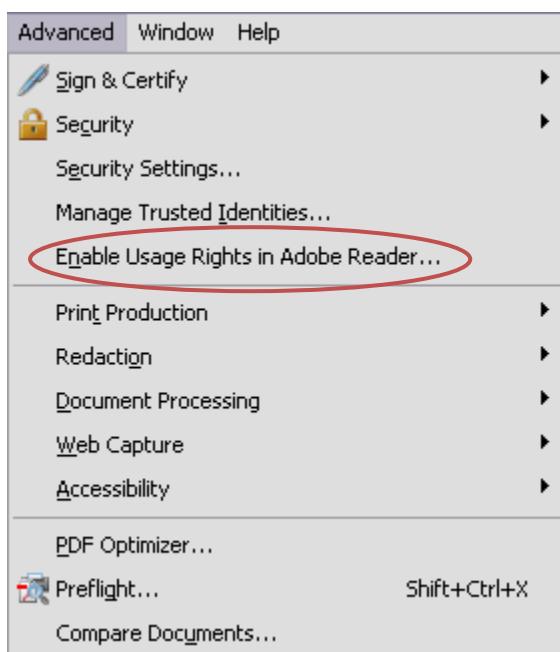 Advanced Window Help
Sign & Certify
Security
Security Settings...
Manage Trusted Identities...
Enable Usage Rights in Adobe Reader...
Print Production
Redaction
Document Processing
Web Capture
Accessibility
PDF Optimizer...
Preflight... Shift+Ctrl+X
Compare Documents...